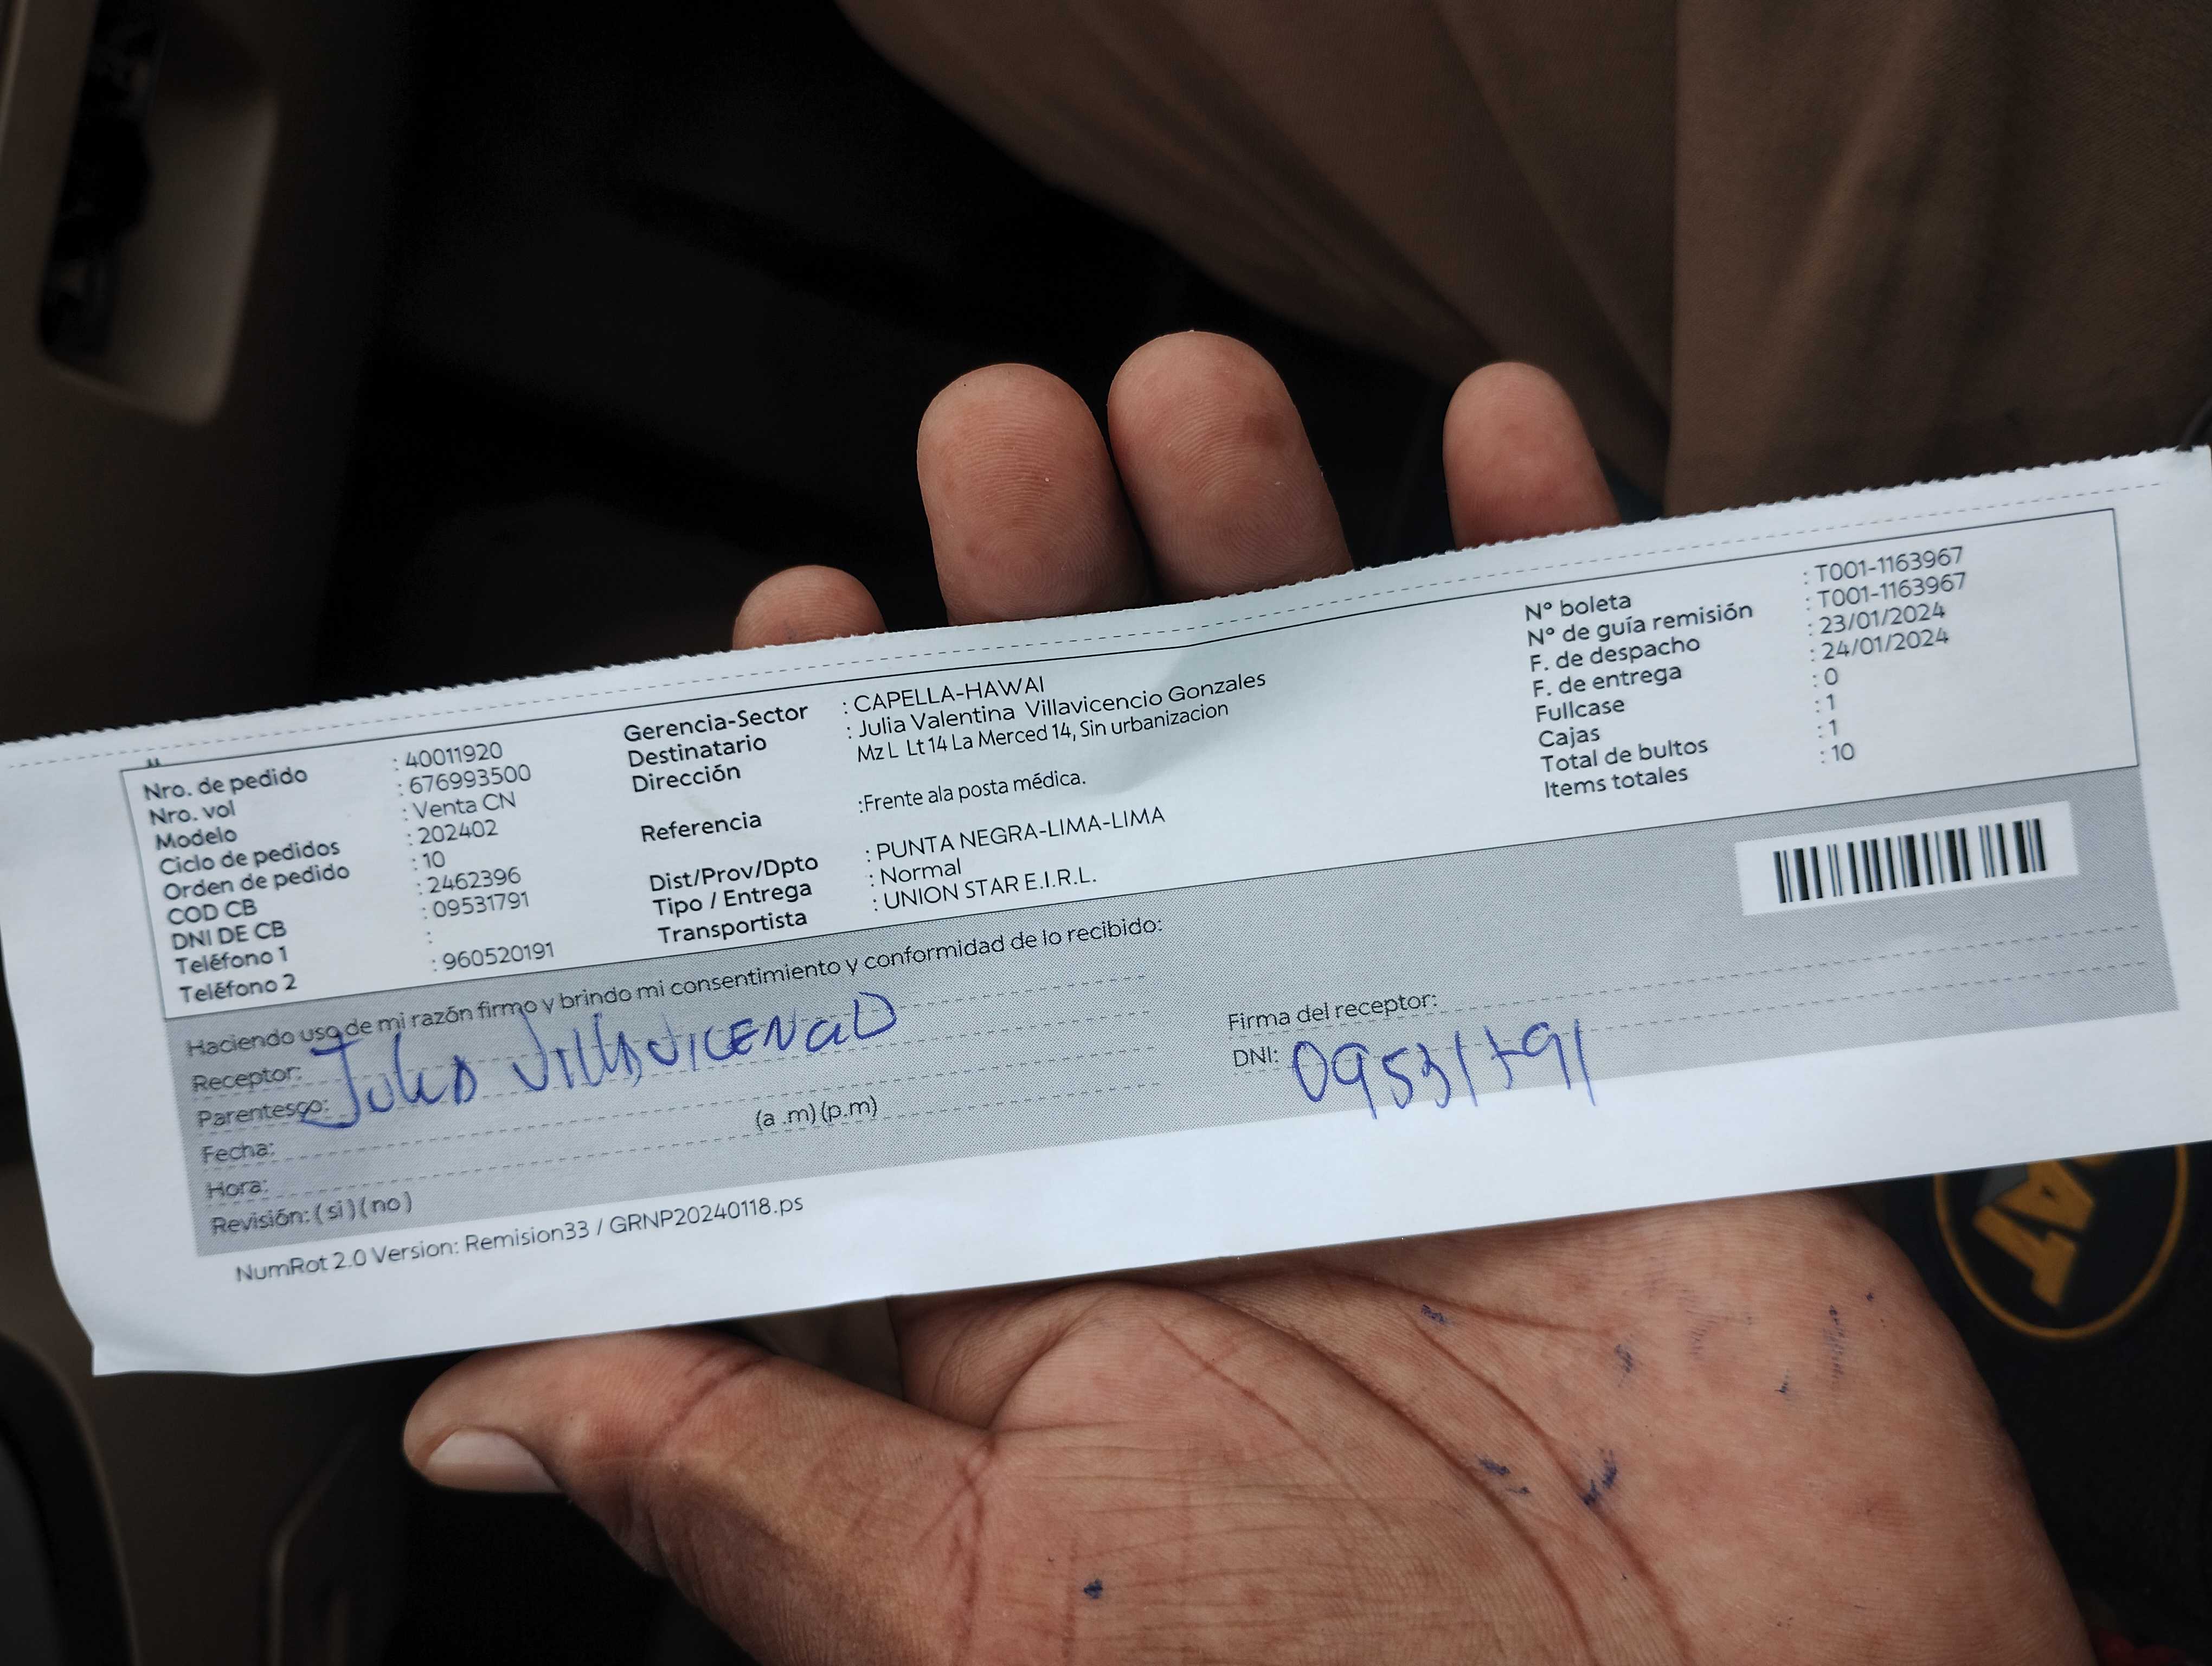 Nro. de pedido : 40011920
Nro. vol : 676993500
Modelo : Venta CN
Ciclo de pedidos : 202402
Orden de pedido : 10
COD CB : 2462396
DNI DE CB : 09531791
Teléfono 1 :
Teléfono 2 : 960520191
Gerencia-Sector : CAPELLA-HAWAI
Destinatario : Julia Valentina Villavicencio Gonzales
Dirección Mz L Lt 14 La Merced 14, Sin urbanizacion
Referencia :Frente ala posta médica.
Dist/Prov/Dpto : PUNTA NEGRA-LIMA-LIMA
Tipo / Entrega : Normal
Transportista : UNION STAR E.I.R.L.
N° boleta : T001-1163967
N° de guía remisión : T001-1163967
F. de despacho : 23/01/2024
F. de entrega : 24/01/2024
Fullcase : 0
Cajas : 1
Total de bultos : 1
Items totales : 10
Haciendo uso de mi razón firmo y brindo mi consentimiento y conformidad de lo recibido:
Receptor:
Parentesco: Julia Villavicencio
Fecha:
Hora: (a .m) (p.m)
Revisión: ( si ) ( no )
Firma del receptor:
DNI: 09531791
NumRot 2.0 Version: Remision33 / GRNP20240118.ps